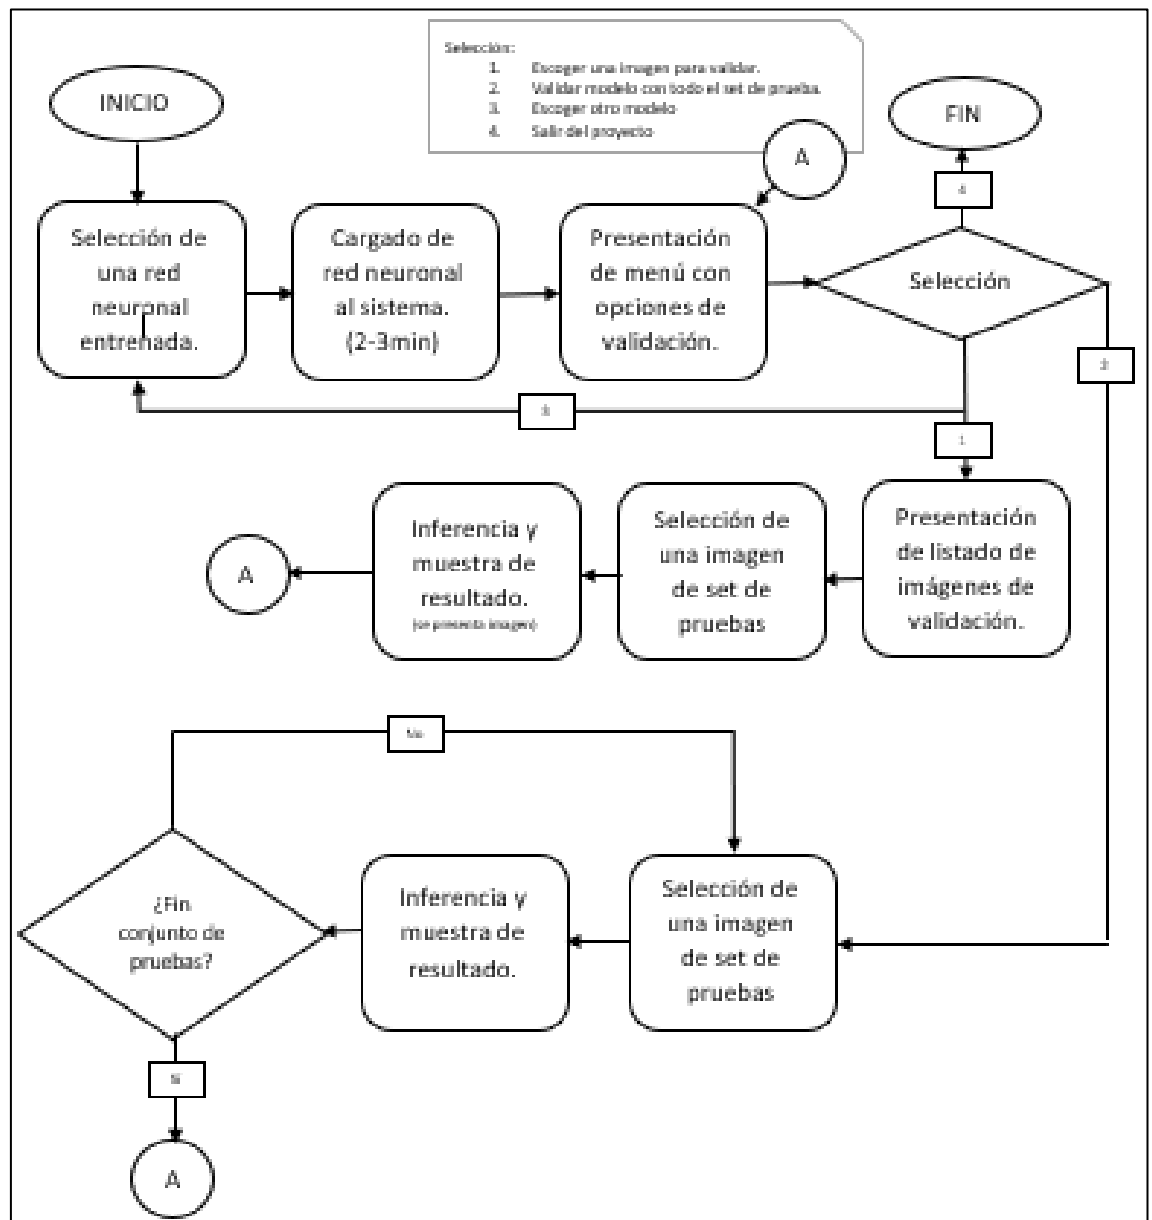 Selección:
1. Escoger una imagen para validar.
2. Validar modelo con todo el set de prueba.
3. Escoger otro modelo
4. Salir del proyecto
INICIO
FIN
A
4
Selección de
una red
neuronal
entrenada.
Cargado de
red neuronal
al sistema.
(2-3min)
Presentación
de menú con
opciones de
validación.
Selección
2
3
1
Inferencia y
muestra de
resultado.
(se presenta imagen)
Selección de
una imagen
de set de
pruebas
Presentación
de listado de
imágenes de
validación.
A
No
¿Fin
conjunto de
pruebas?
Inferencia y
muestra de
resultado.
Selección de
una imagen
de set de
pruebas
Si
A